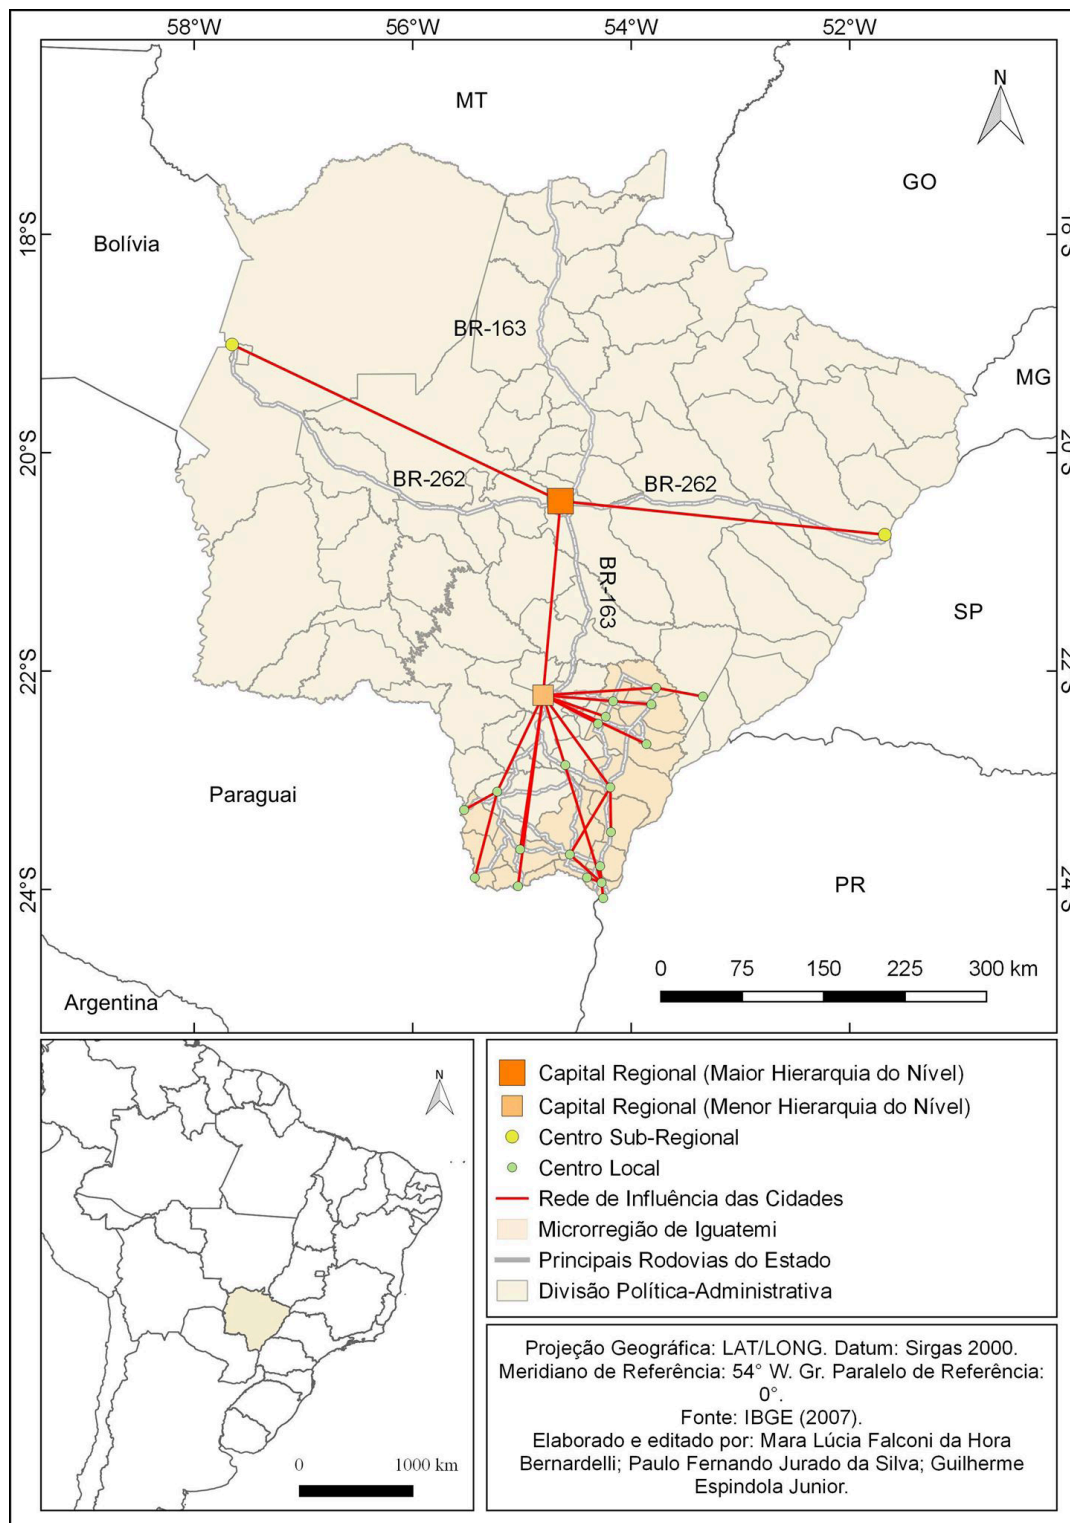 58°W
56°W
54°W
52°W
N
MT
GO
18°S
18°S
Bolívia
BR-163
MG
20°S
20°S
BR-262
BR-262
BR-163
SP
22°S
22°S
Paraguai
24°S
24°S
PR
0 75 150 225 300 km
Argentina
N
0 1000 km
Capital Regional (Maior Hierarquia do Nível)
Capital Regional (Menor Hierarquia do Nível)
Centro Sub-Regional
Centro Local
Rede de Influência das Cidades
Microrregião de Iguatemi
Principais Rodovias do Estado
Divisão Política-Administrativa
Projeção Geográfica: LAT/LONG. Datum: Sirgas 2000.
Meridiano de Referência: 54° W. Gr. Paralelo de Referência:
0°.
Fonte: IBGE (2007).
Elaborado e editado por: Mara Lúcia Falconi da Hora
Bernardelli; Paulo Fernando Jurado da Silva; Guilherme
Espindola Junior.